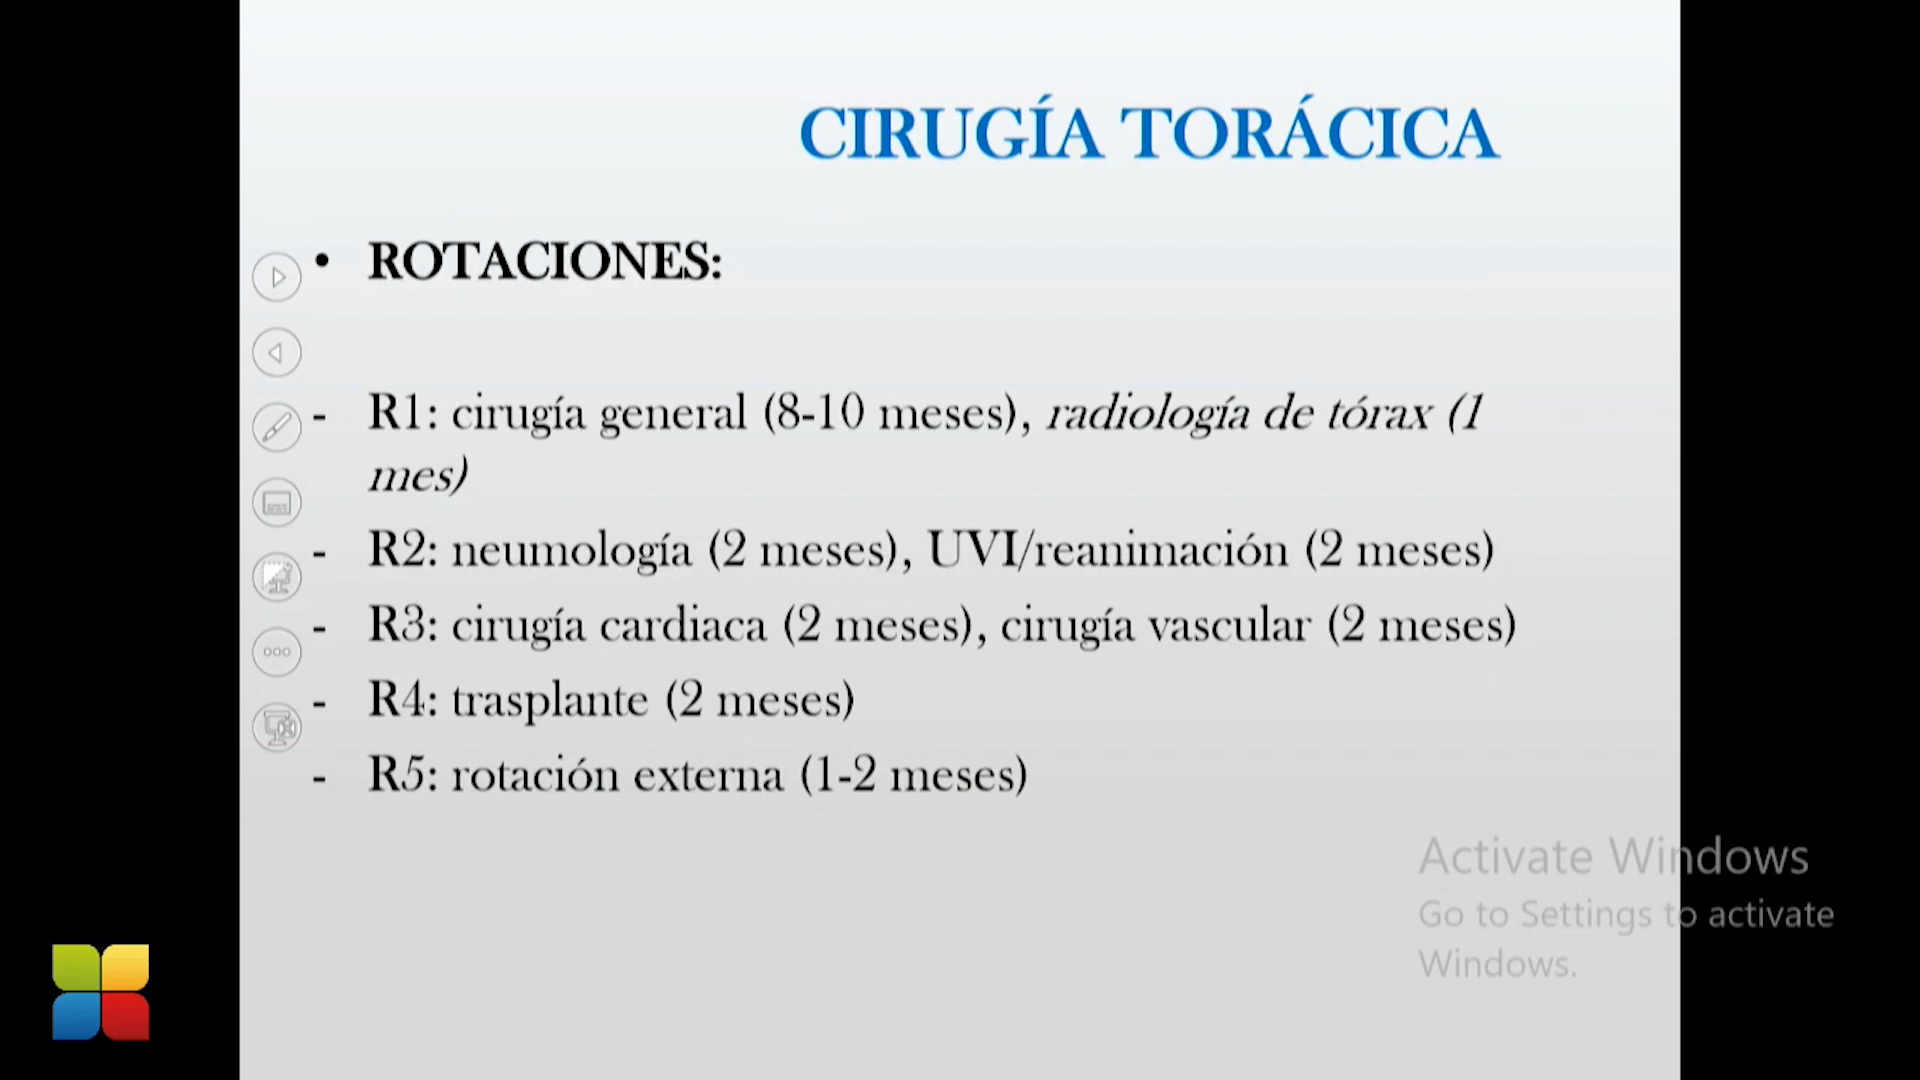 CIRUGÍA TORÁCICA
• ROTACIONES:
- R1: cirugía general (8-10 meses), radiología de tórax (1
mes)
- R2: neumología (2 meses), UVI/reanimación (2 meses)
- R3: cirugía cardiaca (2 meses), cirugía vascular (2 meses)
- R4: trasplante (2 meses)
- R5: rotación externa (1-2 meses)
Activate Windows
Go to Settings to activate
Windows.